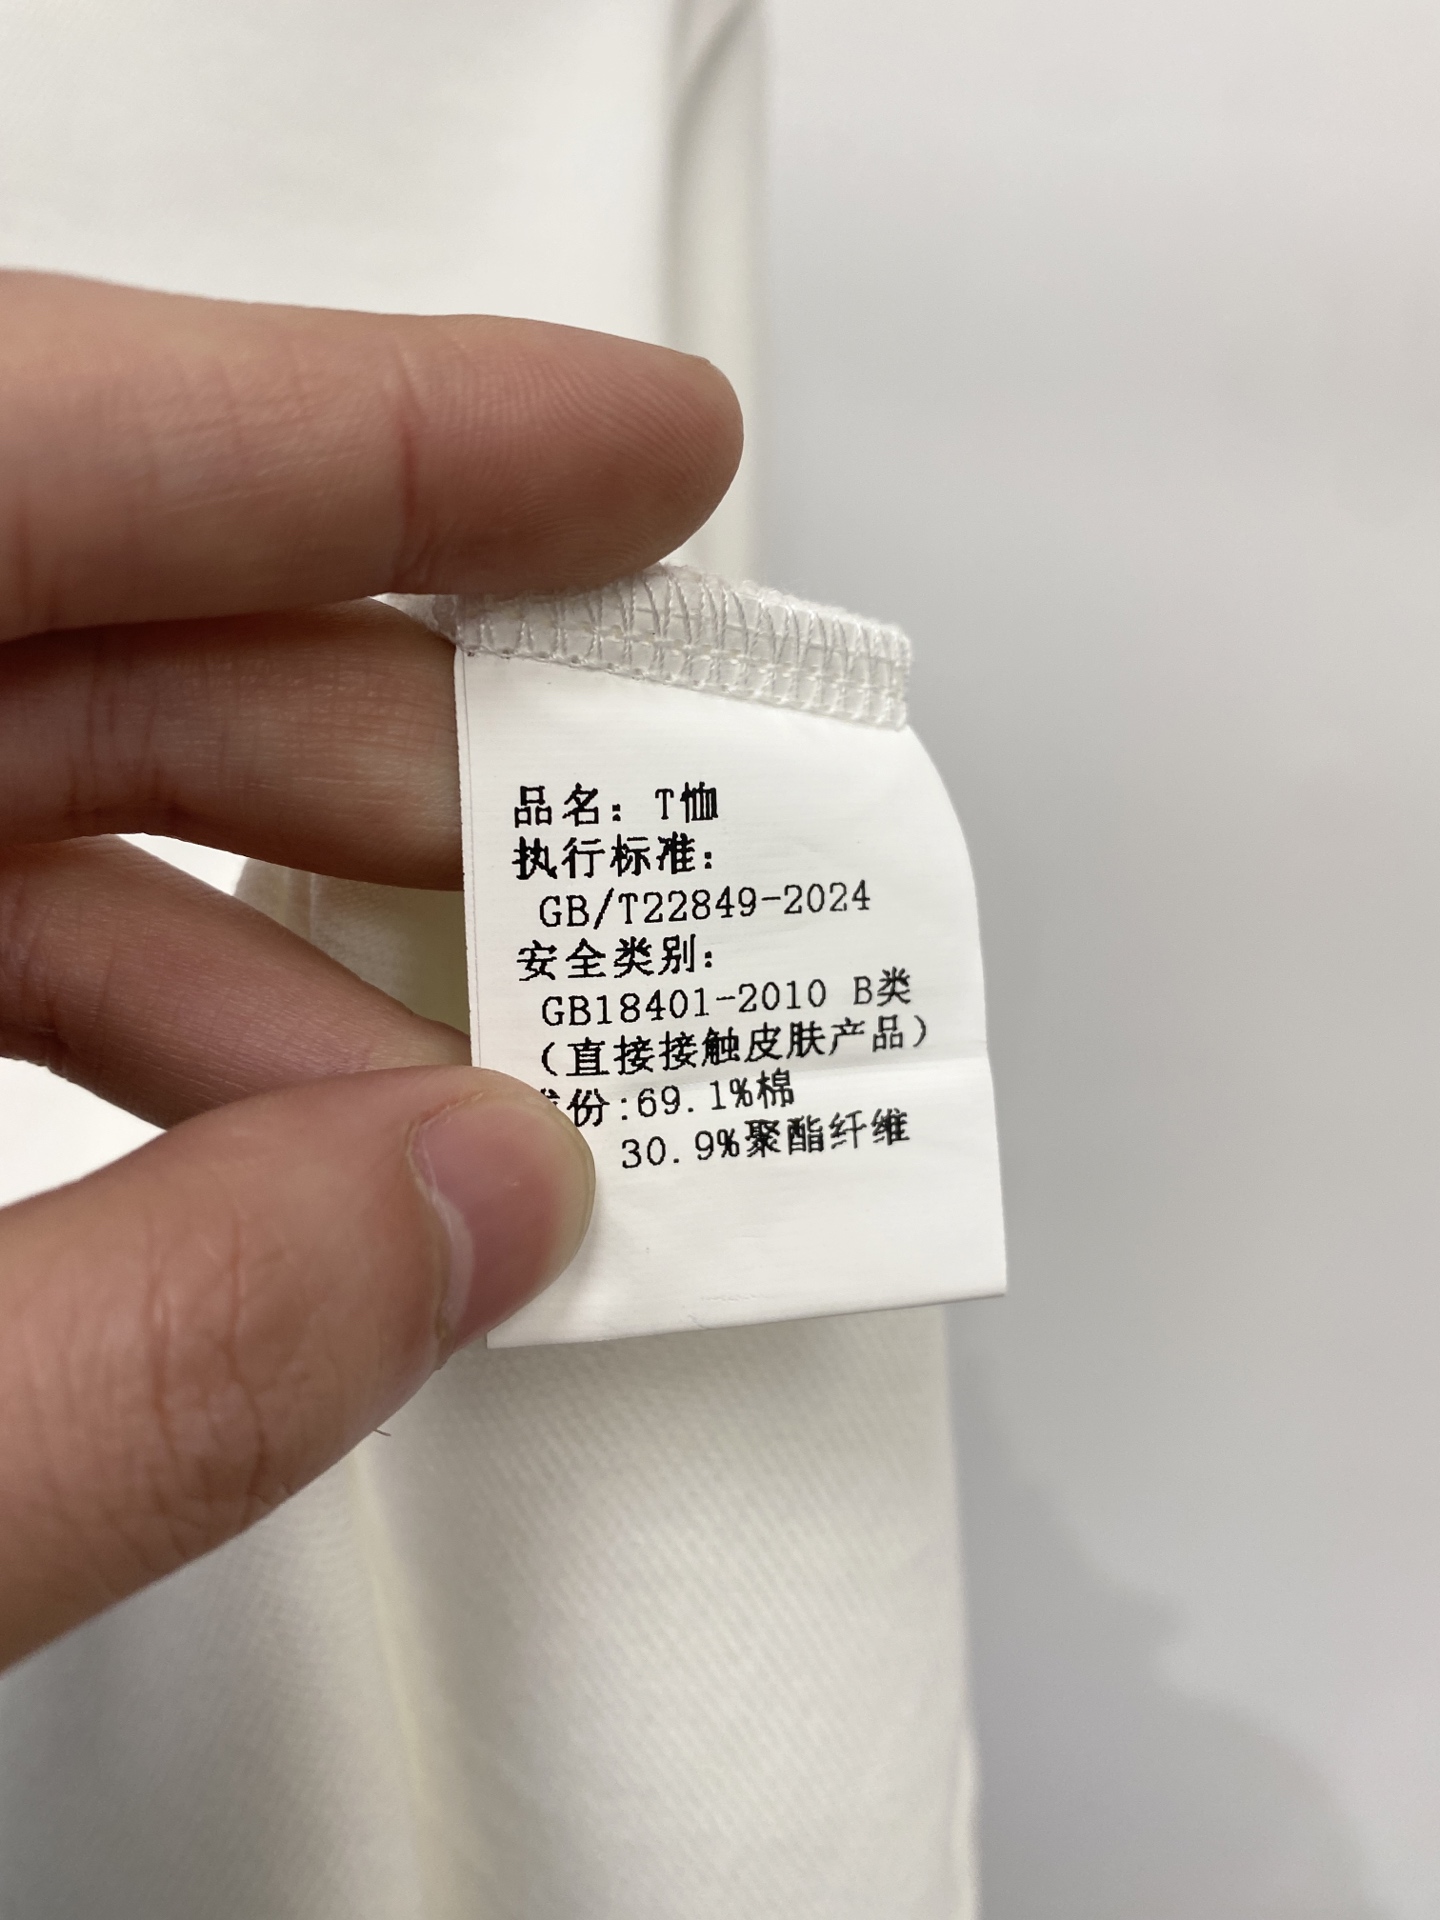 品名：T恤
执行标准：
GB/T22849-2024
安全类别：
GB18401-2010 B类
（直接接触皮肤产品）
份:69.1%棉
30.9%聚酯纤维